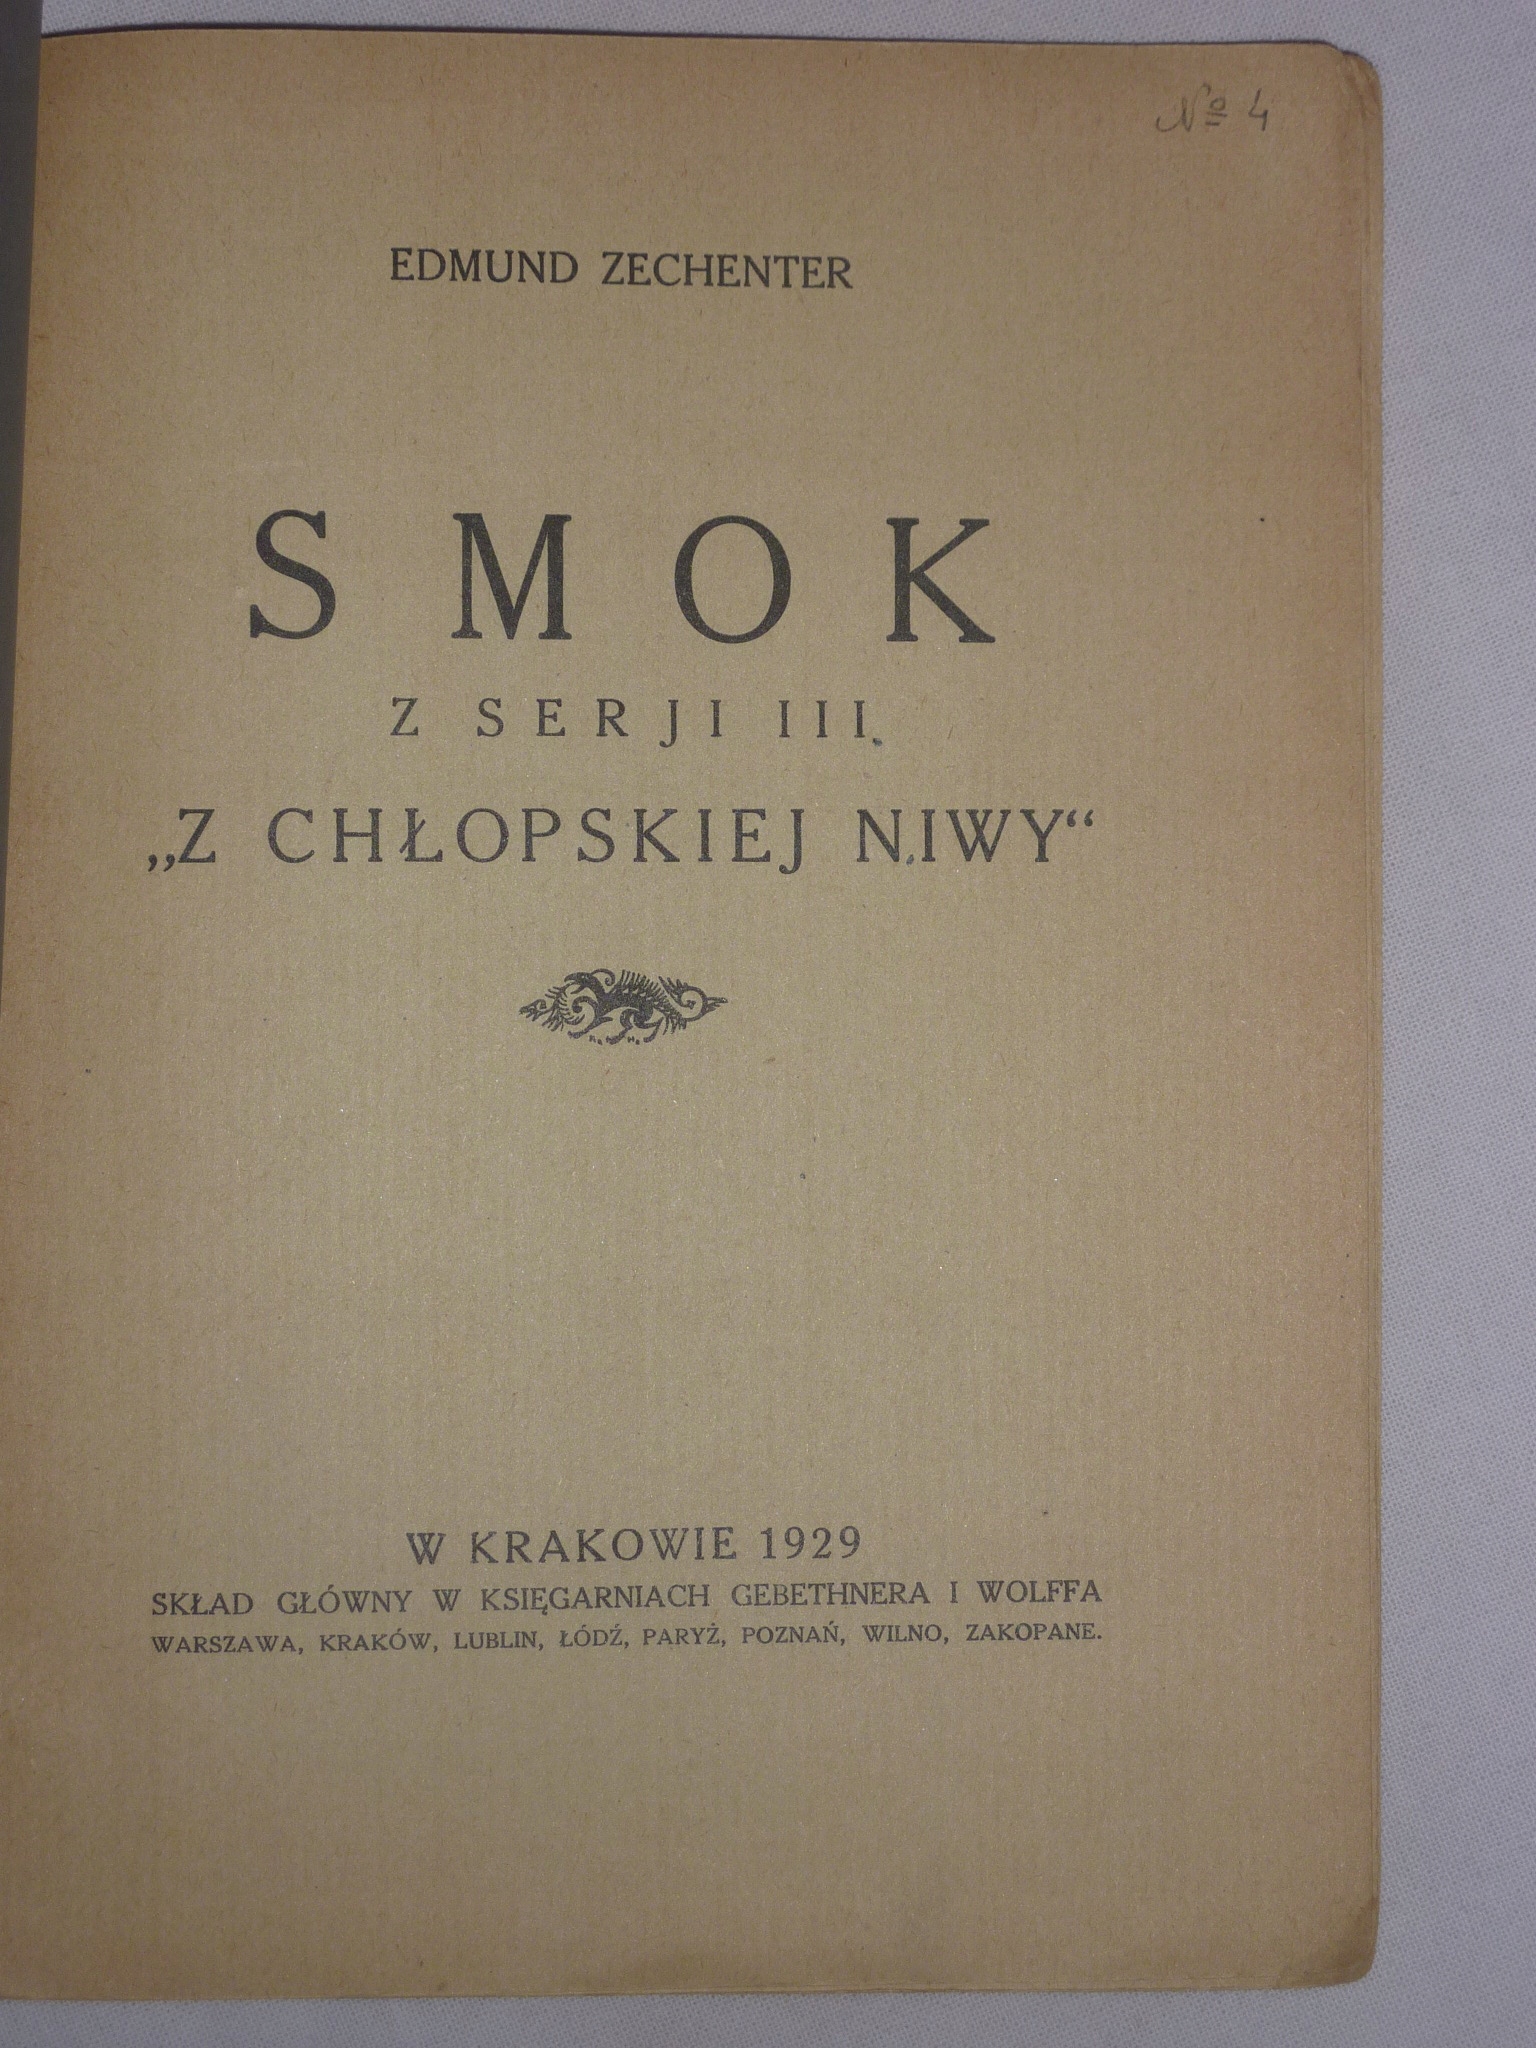 Nº 4
EDMUND ZECHENTER
SMOK
Z SERJI III.
„Z CHŁOPSKIEJ NIWY“
W KRAKOWIE 1929
SKŁAD GŁÓWNY W KSIĘGARNIACH GEBETHNERA I WOLFFA
WARSZAWA, KRAKÓW, LUBLIN, ŁÓDŹ, PARYŻ, POZNAŃ, WILNO, ZAKOPANE.